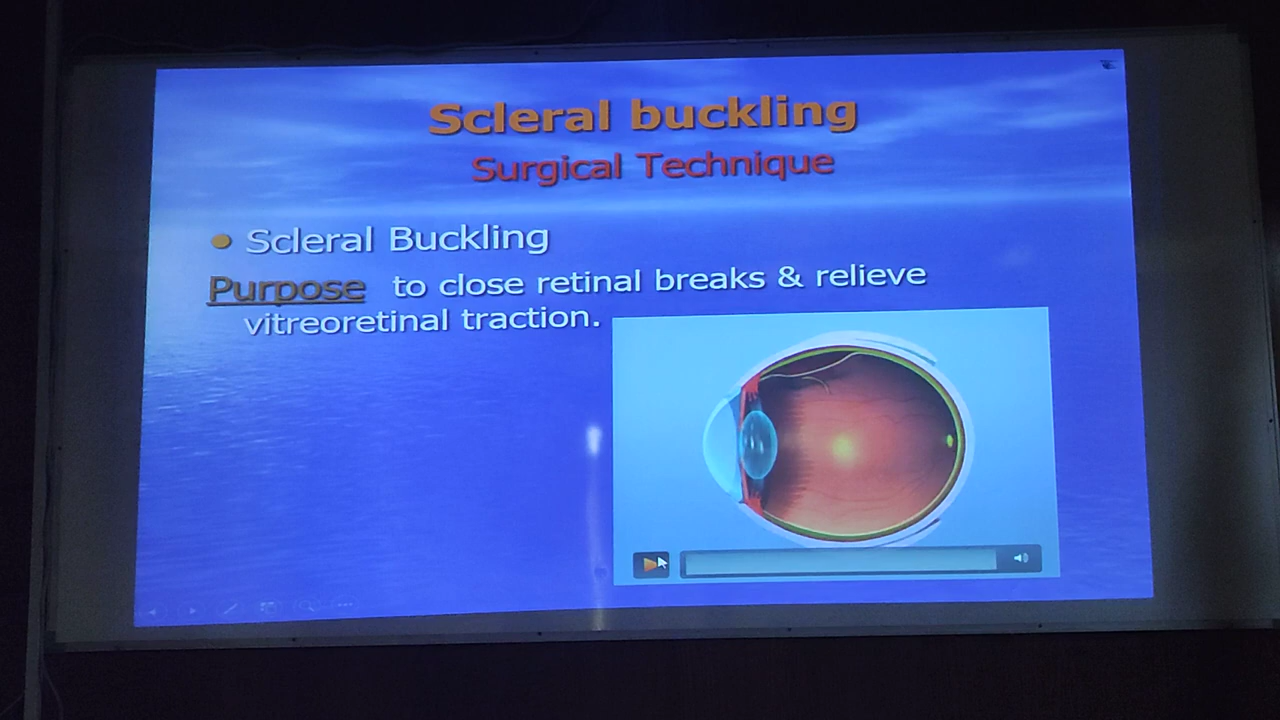 Scleral buckling
Surgical Technique
• Scleral Buckling
Purpose to close retinal breaks & relieve
vitreoretinal traction.